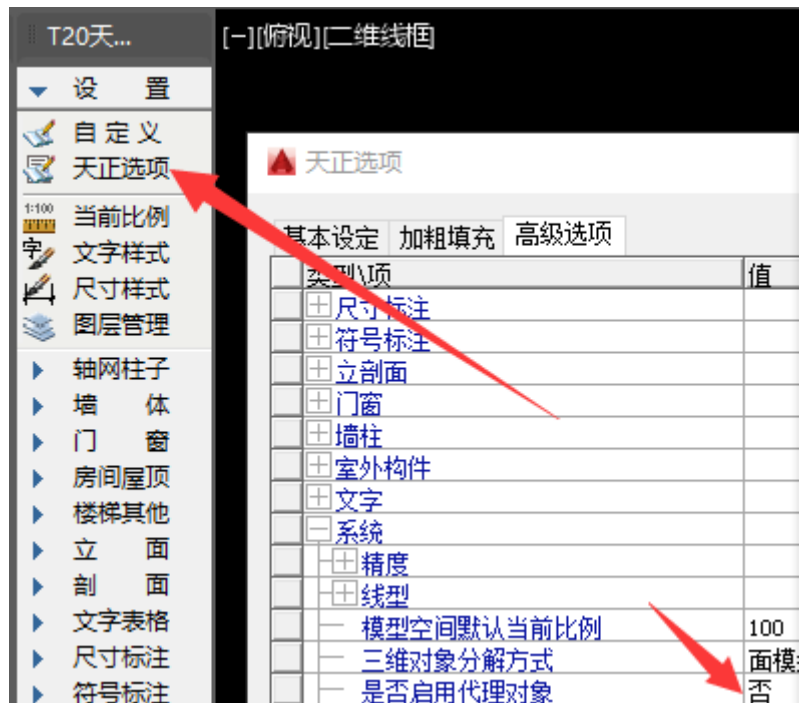 T20天...
[−][俯视][二维线框]
设 置
自定义
天正选项
1:100
当前比例
字
文字样式
尺寸样式
图层管理
轴网柱子
墙 体
门 窗
房间屋顶
楼梯其他
立 面
剖 面
文字表格
尺寸标注
符号标注
天正选项
基本设定 加粗填充 高级选项
类型\项 值
尺寸标注
符号标注
立剖面
门窗
墙柱
室外构件
文字
系统
精度
线型
模型空间默认当前比例 100
三维对象分解方式 面模
是否启用代理对象 否